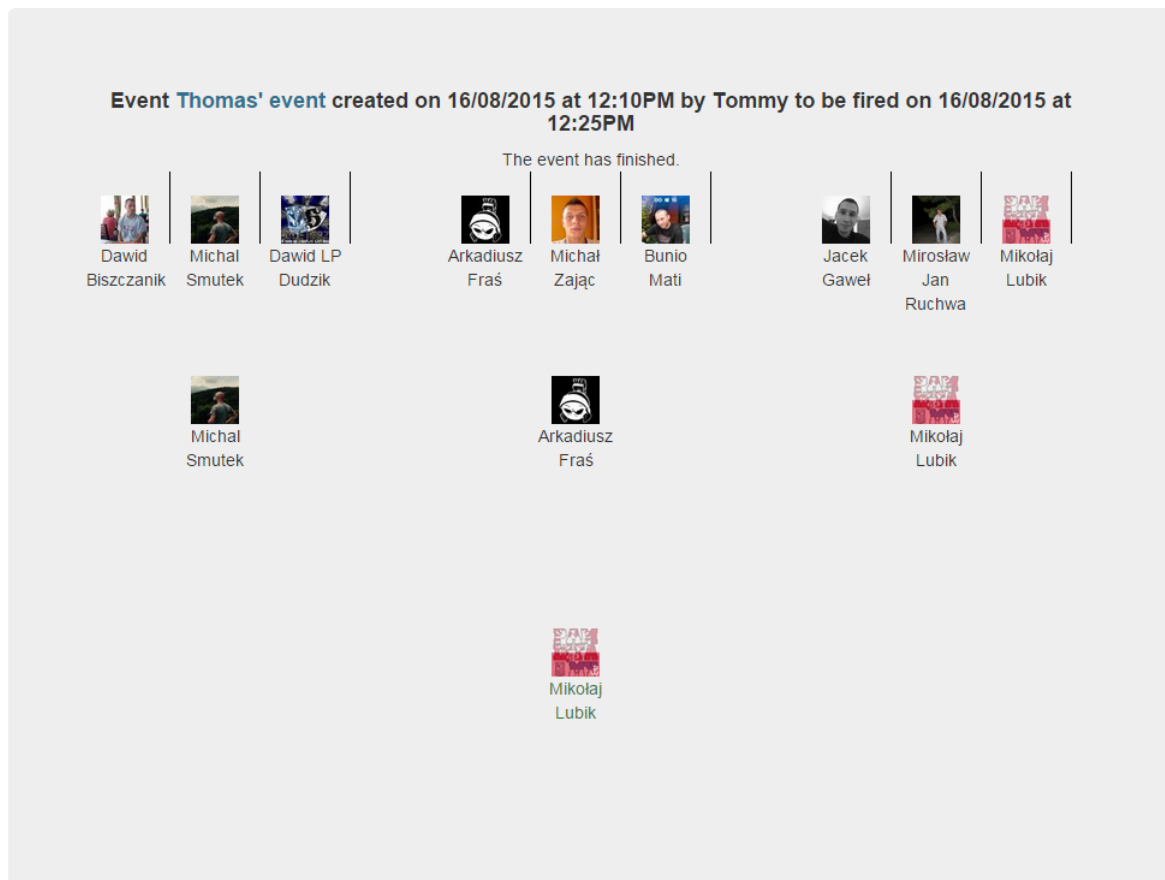 Event Thomas' event created on 16/08/2015 at 12:10PM by Tommy to be fired on 16/08/2015 at
12:25PM
The event has finished.
Dawid
Biszczanik
Michal
Smutek
Dawid LP
Dudzik
Arkadiusz
Fraś
Michał
Zając
Bunio
Mati
Jacek
Gaweł
Mirosław
Jan
Ruchwa
Mikołaj
Lubik
Michal
Smutek
Arkadiusz
Fraś
Mikołaj
Lubik
Mikołaj
Lubik